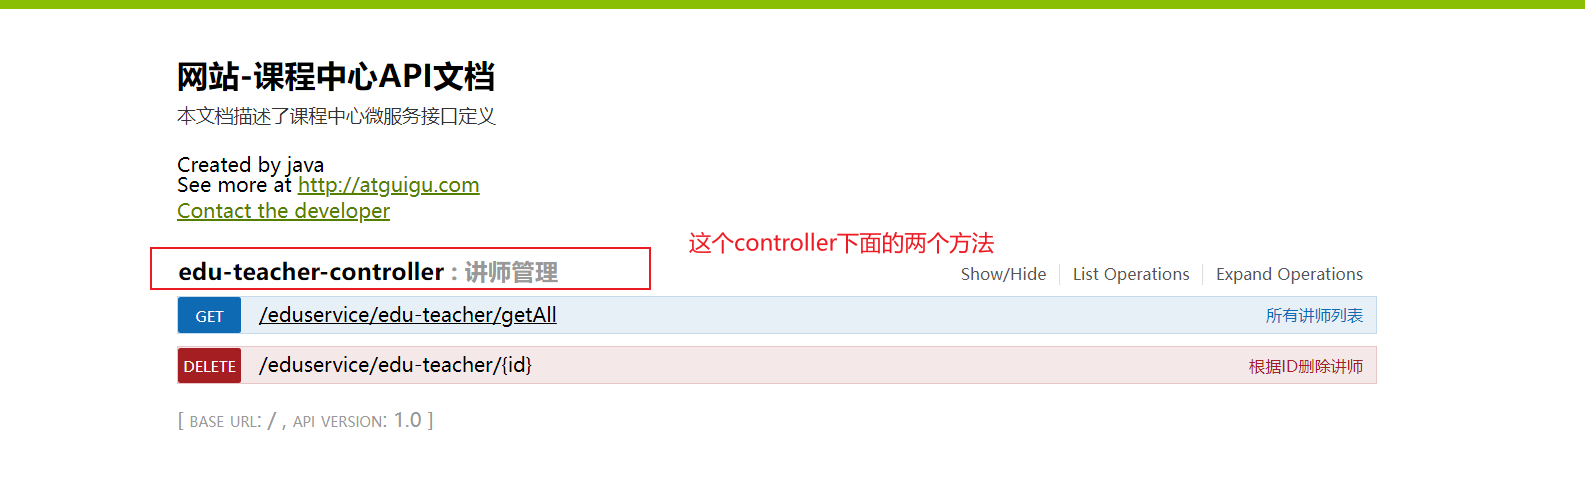 网站-课程中心API文档
本文档描述了课程中心微服务接口定义
Created by java
See more at http://atguigu.com
Contact the developer
这个controller下面的两个方法
edu-teacher-controller : 讲师管理
Show/Hide List Operations Expand Operations
GET /eduservice/edu-teacher/getAll 所有讲师列表
DELETE /eduservice/edu-teacher/{id} 根据ID删除讲师
[ BASE URL: / , API VERSION: 1.0 ]